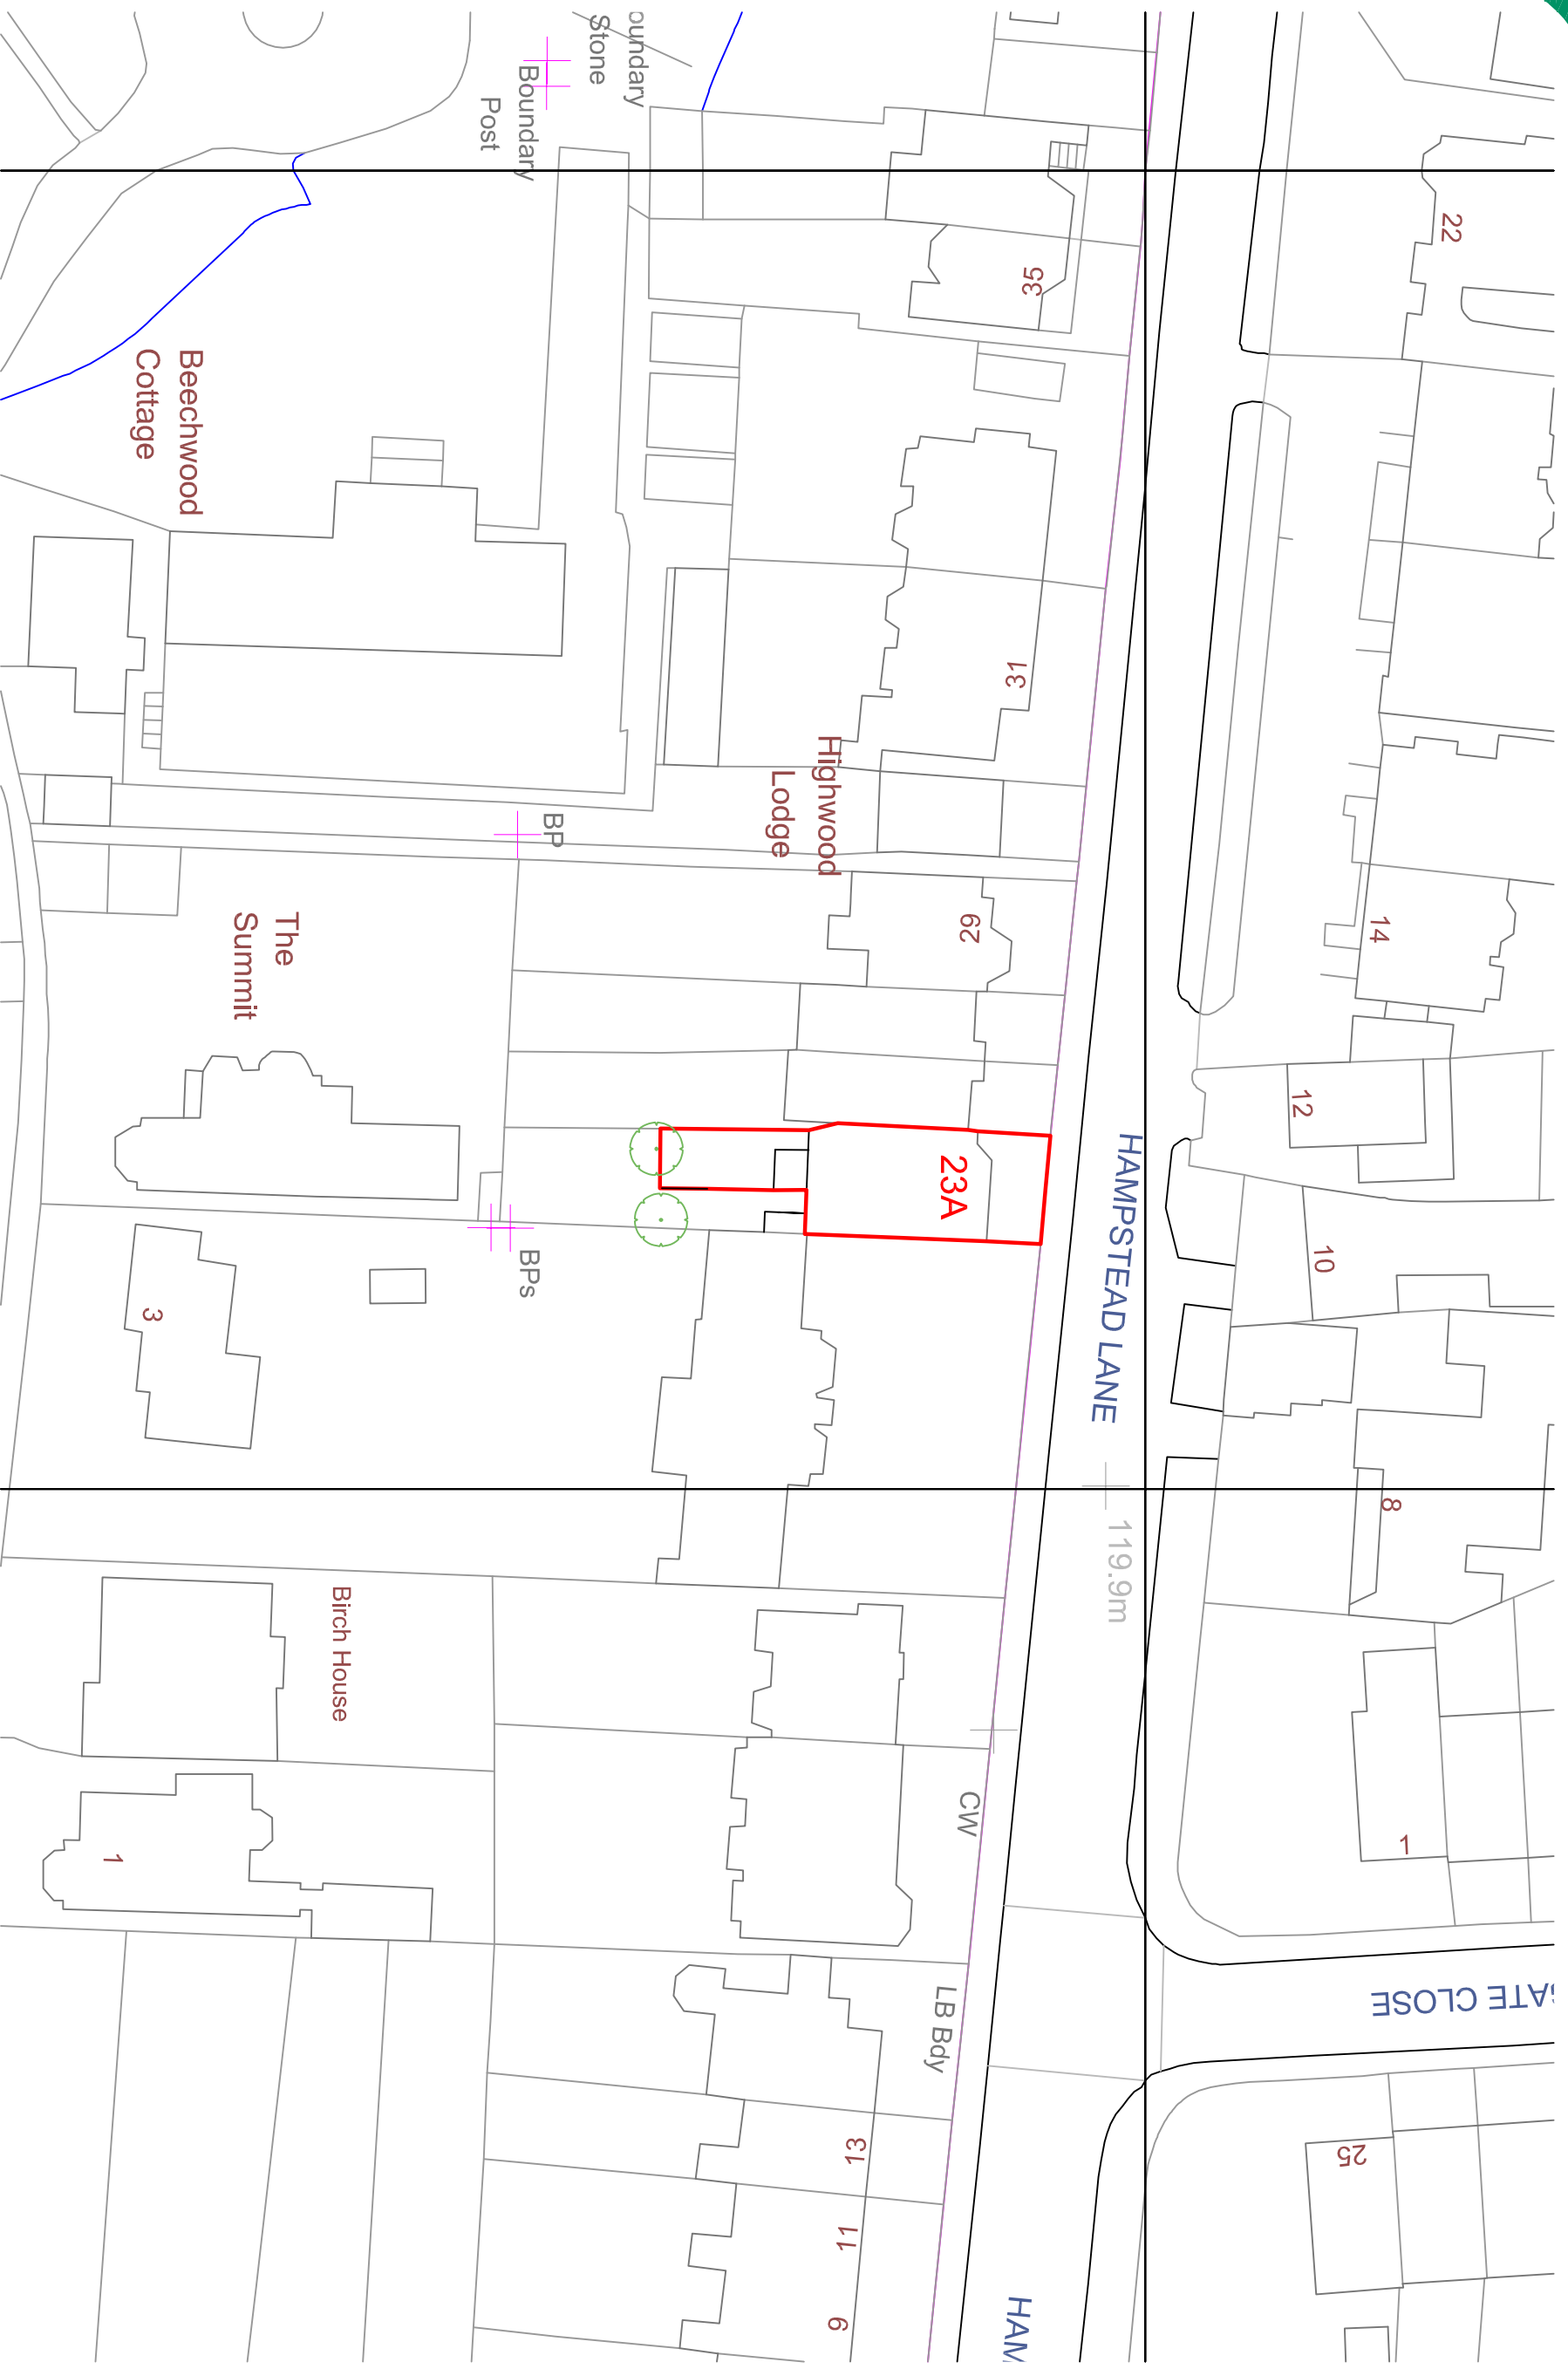 oundary
Stone
Boundary
Post
22
35
Beechwood
Cottage
31
Highwood
Lodge
BP
29
14
The
Summit
12
23A
HAMPSTEAD LANE
10
BPs
3
8
119.9m
Birch House
CW
1
1
LB Bdy
GATE CLOSE
13
25
11
9
HAM